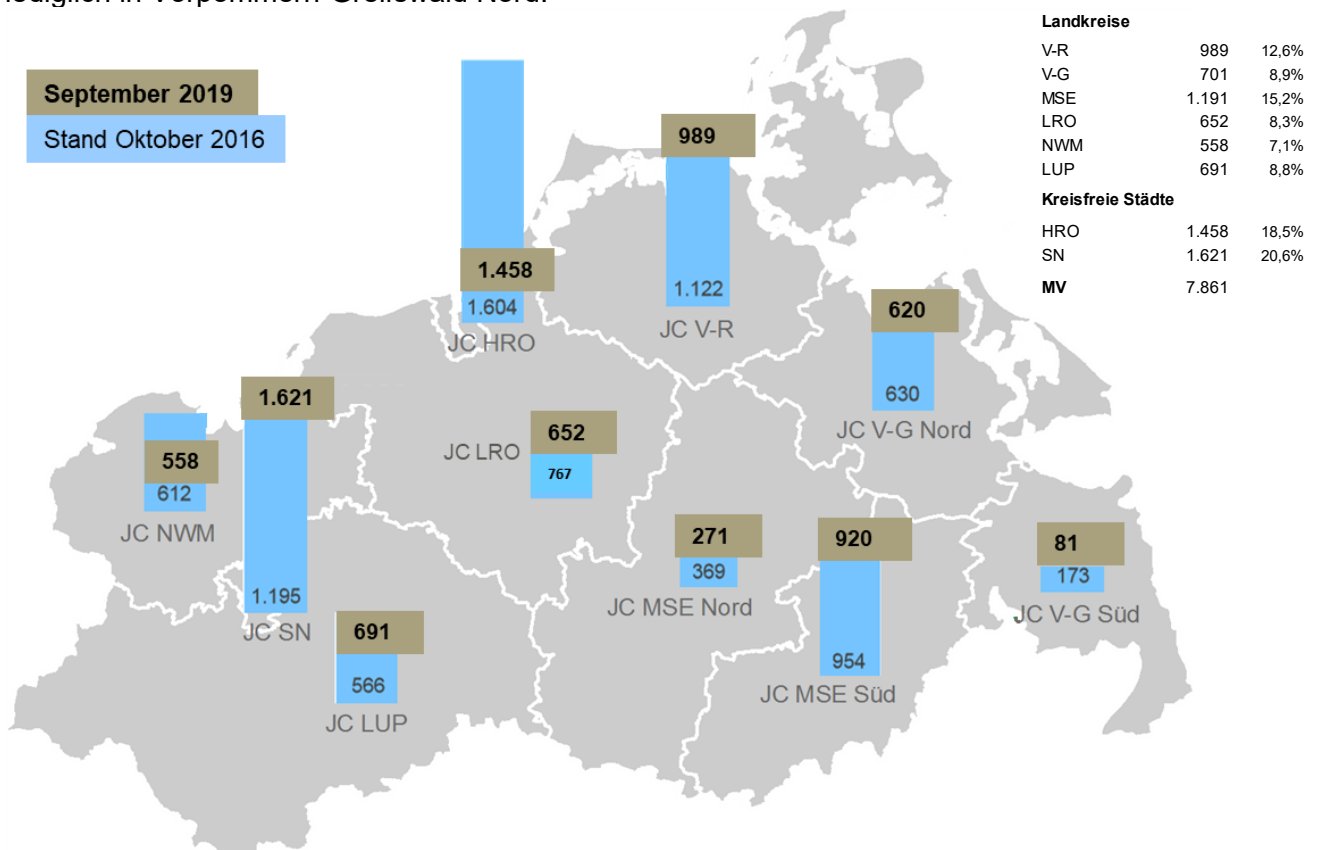 lediglich in Vorpommern-Greifswald Nord.
September 2019
Stand Oktober 2016
Landkreise
V-R 989 12,6%
V-G 701 8,9%
MSE 1.191 15,2%
LRO 652 8,3%
NWM 558 7,1%
LUP 691 8,8%
Kreisfreie Städte
HRO 1.458 18,5%
SN 1.621 20,6%
MV 7.861
989
1.122
JC V-R
1.458
1.604
JC HRO
620
630
JC V-G Nord
1.621
1.195
JC SN
558
612
JC NWM
JC LRO
652
767
271
369
JC MSE Nord
920
954
JC MSE Süd
81
173
JC V-G Süd
691
566
JC LUP